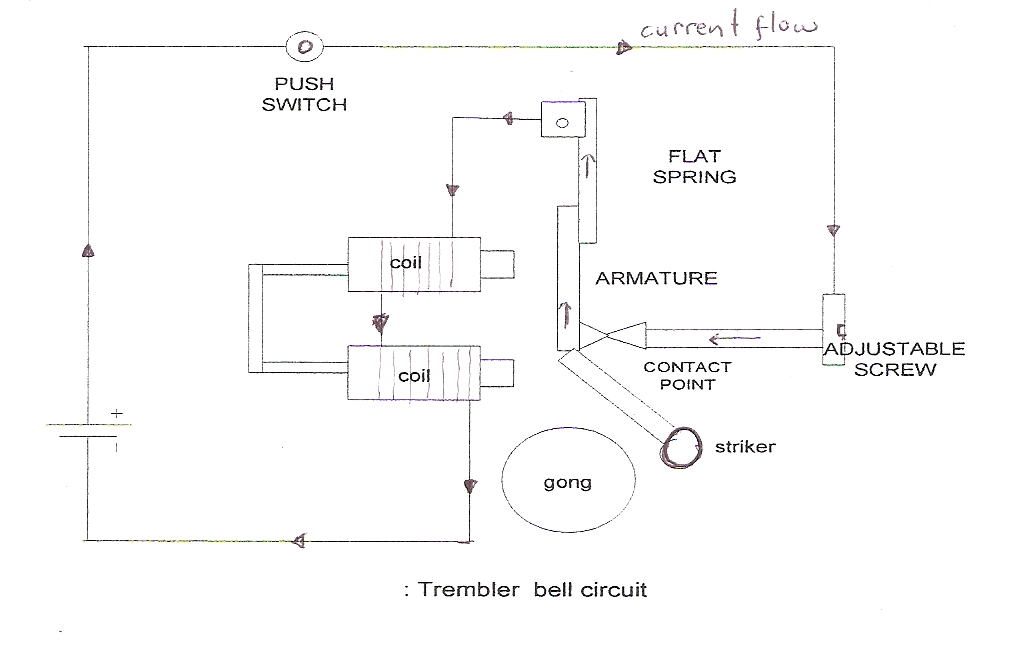 current flow
PUSH
SWITCH
FLAT
SPRING
coil
ARMATURE
coil
CONTACT
POINT
ADJUSTABLE
SCREW
+
-
striker
gong
: Trembler bell circuit